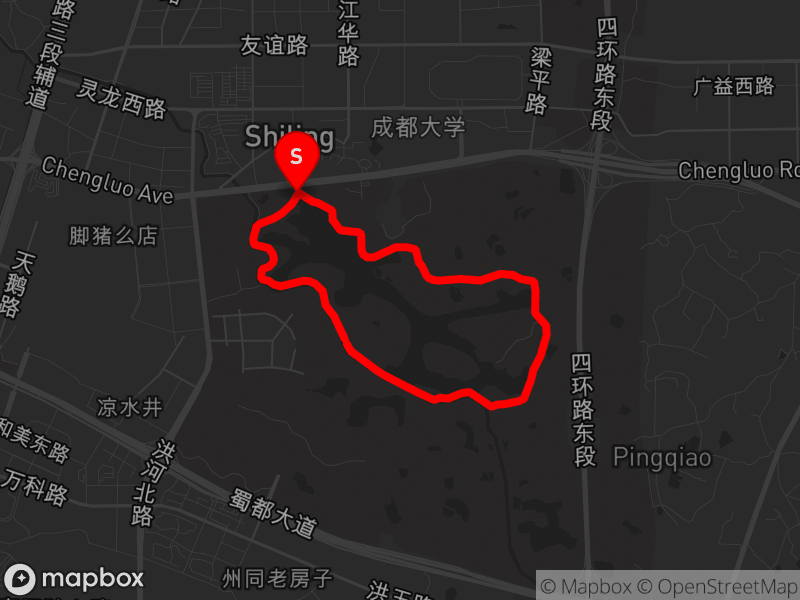 路三段辅道
江华路
四环路东段
友谊路
梁平路
广益西路
灵龙西路
成都大学
Shiling
S
Chengluo Ave
Chengluo Ro
脚猪么店
天鹅路
四环路东段
凉水井
和美东路
洪河北路
万科路
Pingqiao
蜀都大道
州同老房子
洪玉路
mapbox
© Mapbox © OpenStreetMap